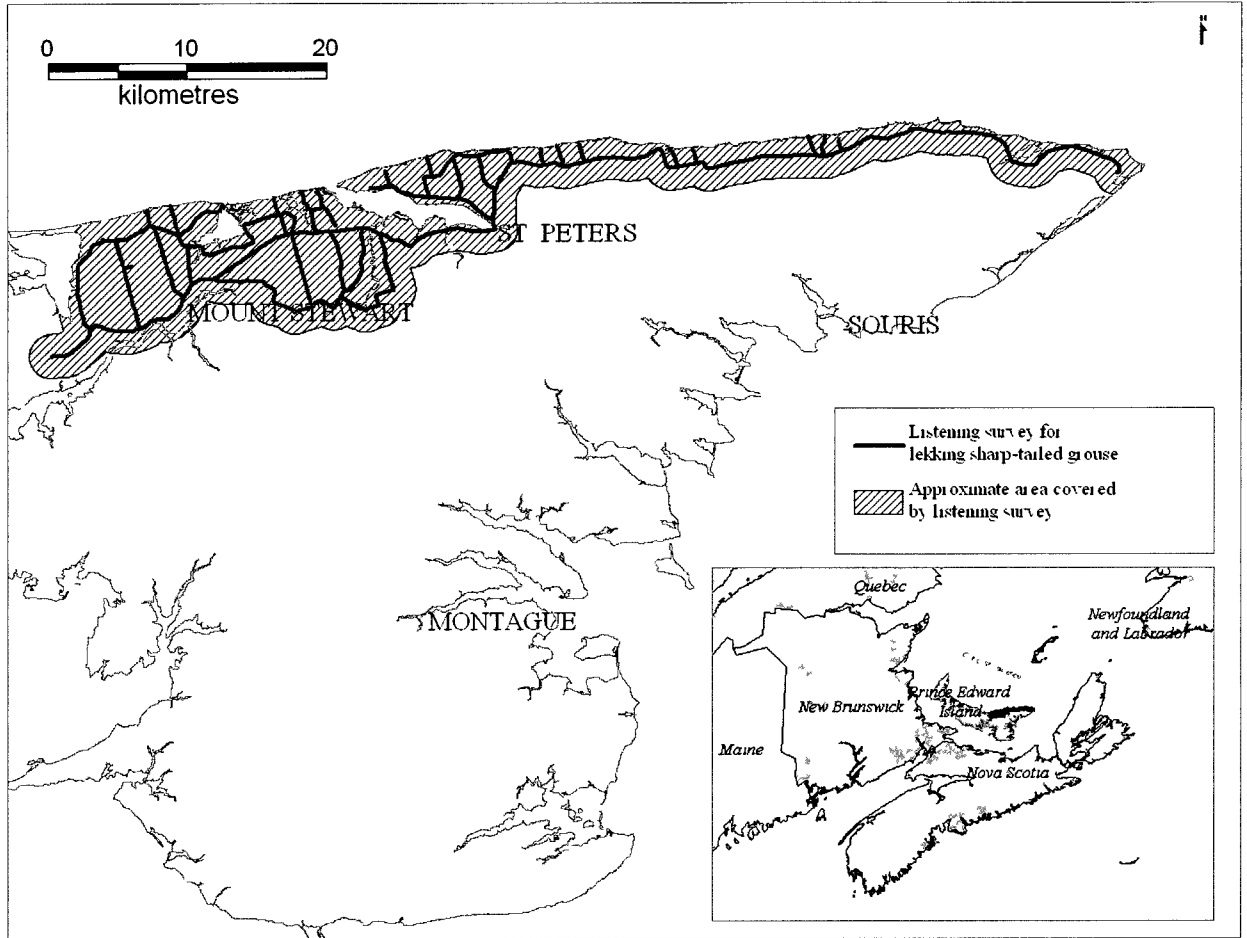 0 10 20
kilometres
ST PETERS
MOUNT STEWART
SOURIS
Listening survey for
lekking sharp-tailed grouse
Approximate area covered
by listening survey
MONTAGUE
Quebec
Newfoundland
and Labrador
Prince Edward
Island
New Brunswick
Maine
Nova Scotia